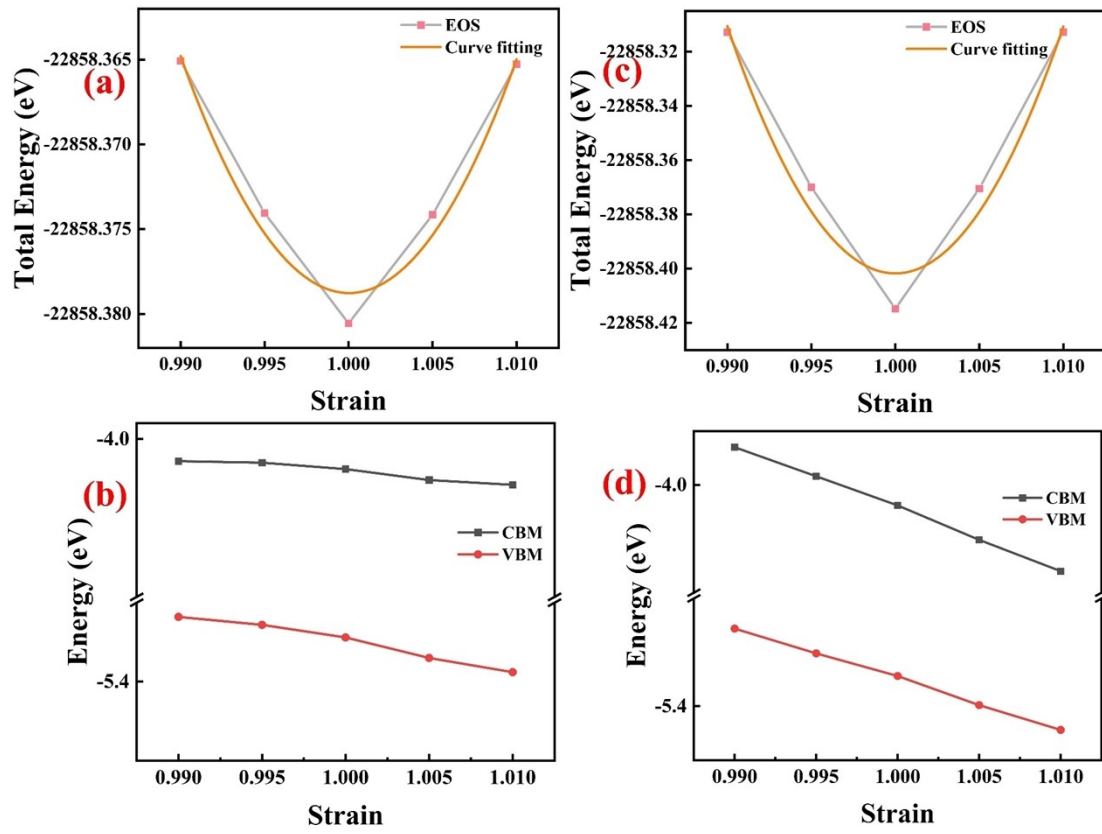 (a)
EOS
Curve fitting
Total Energy (eV)
-22858.365
-22858.370
-22858.375
-22858.380
0.990 0.995 1.000 1.005 1.010
Strain
(c)
EOS
Curve fitting
Total Energy (eV)
-22858.32
-22858.34
-22858.36
-22858.38
-22858.40
-22858.42
0.990 0.995 1.000 1.005 1.010
Strain
(b)
CBM
VBM
Energy (eV)
-4.0
-5.4
0.990 0.995 1.000 1.005 1.010
Strain
(d)
CBM
VBM
Energy (eV)
-4.0
-5.4
0.990 0.995 1.000 1.005 1.010
Strain